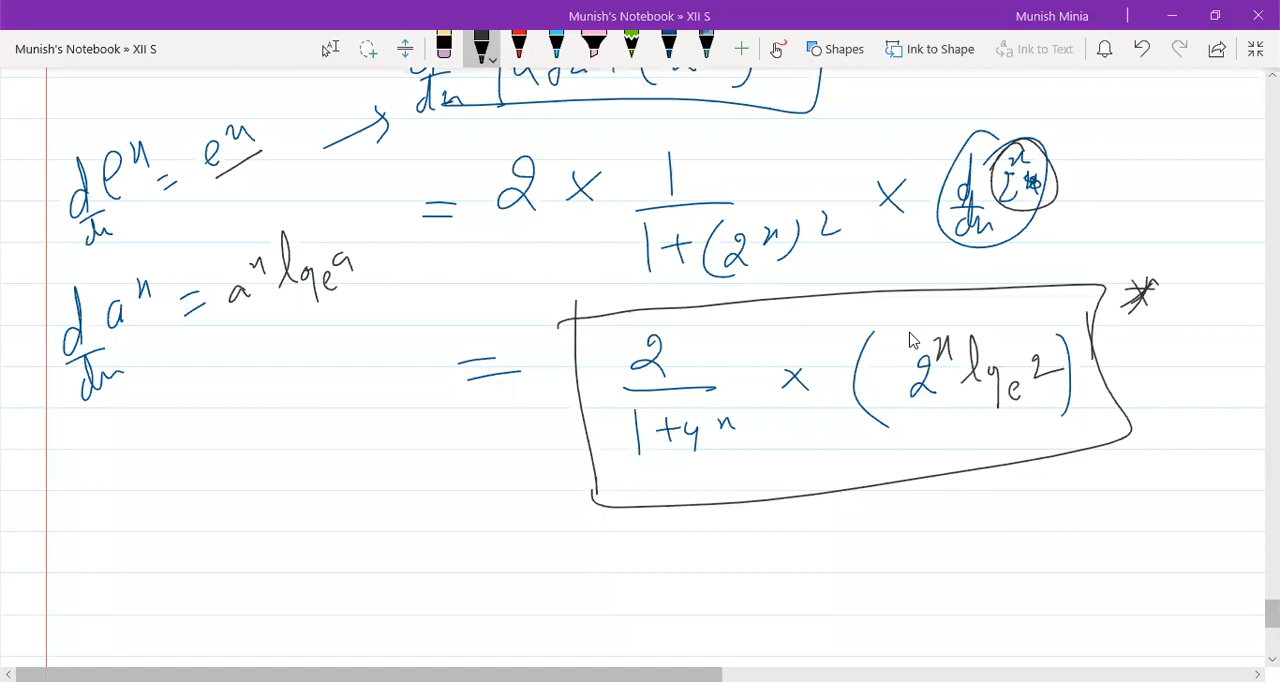 Munish's Notebook » XII S
Munish Minia
Munish's Notebook » XII S
Shapes
Ink to Shape
Ink to Text
d/dx
d/dx e^x = e^x
= 2 × 1/(1+(2^x)^2) × d/dx 2^x
d/dx a^x = a^x log_e a
= 2/(1+4^x) × (2^x log_e 2)